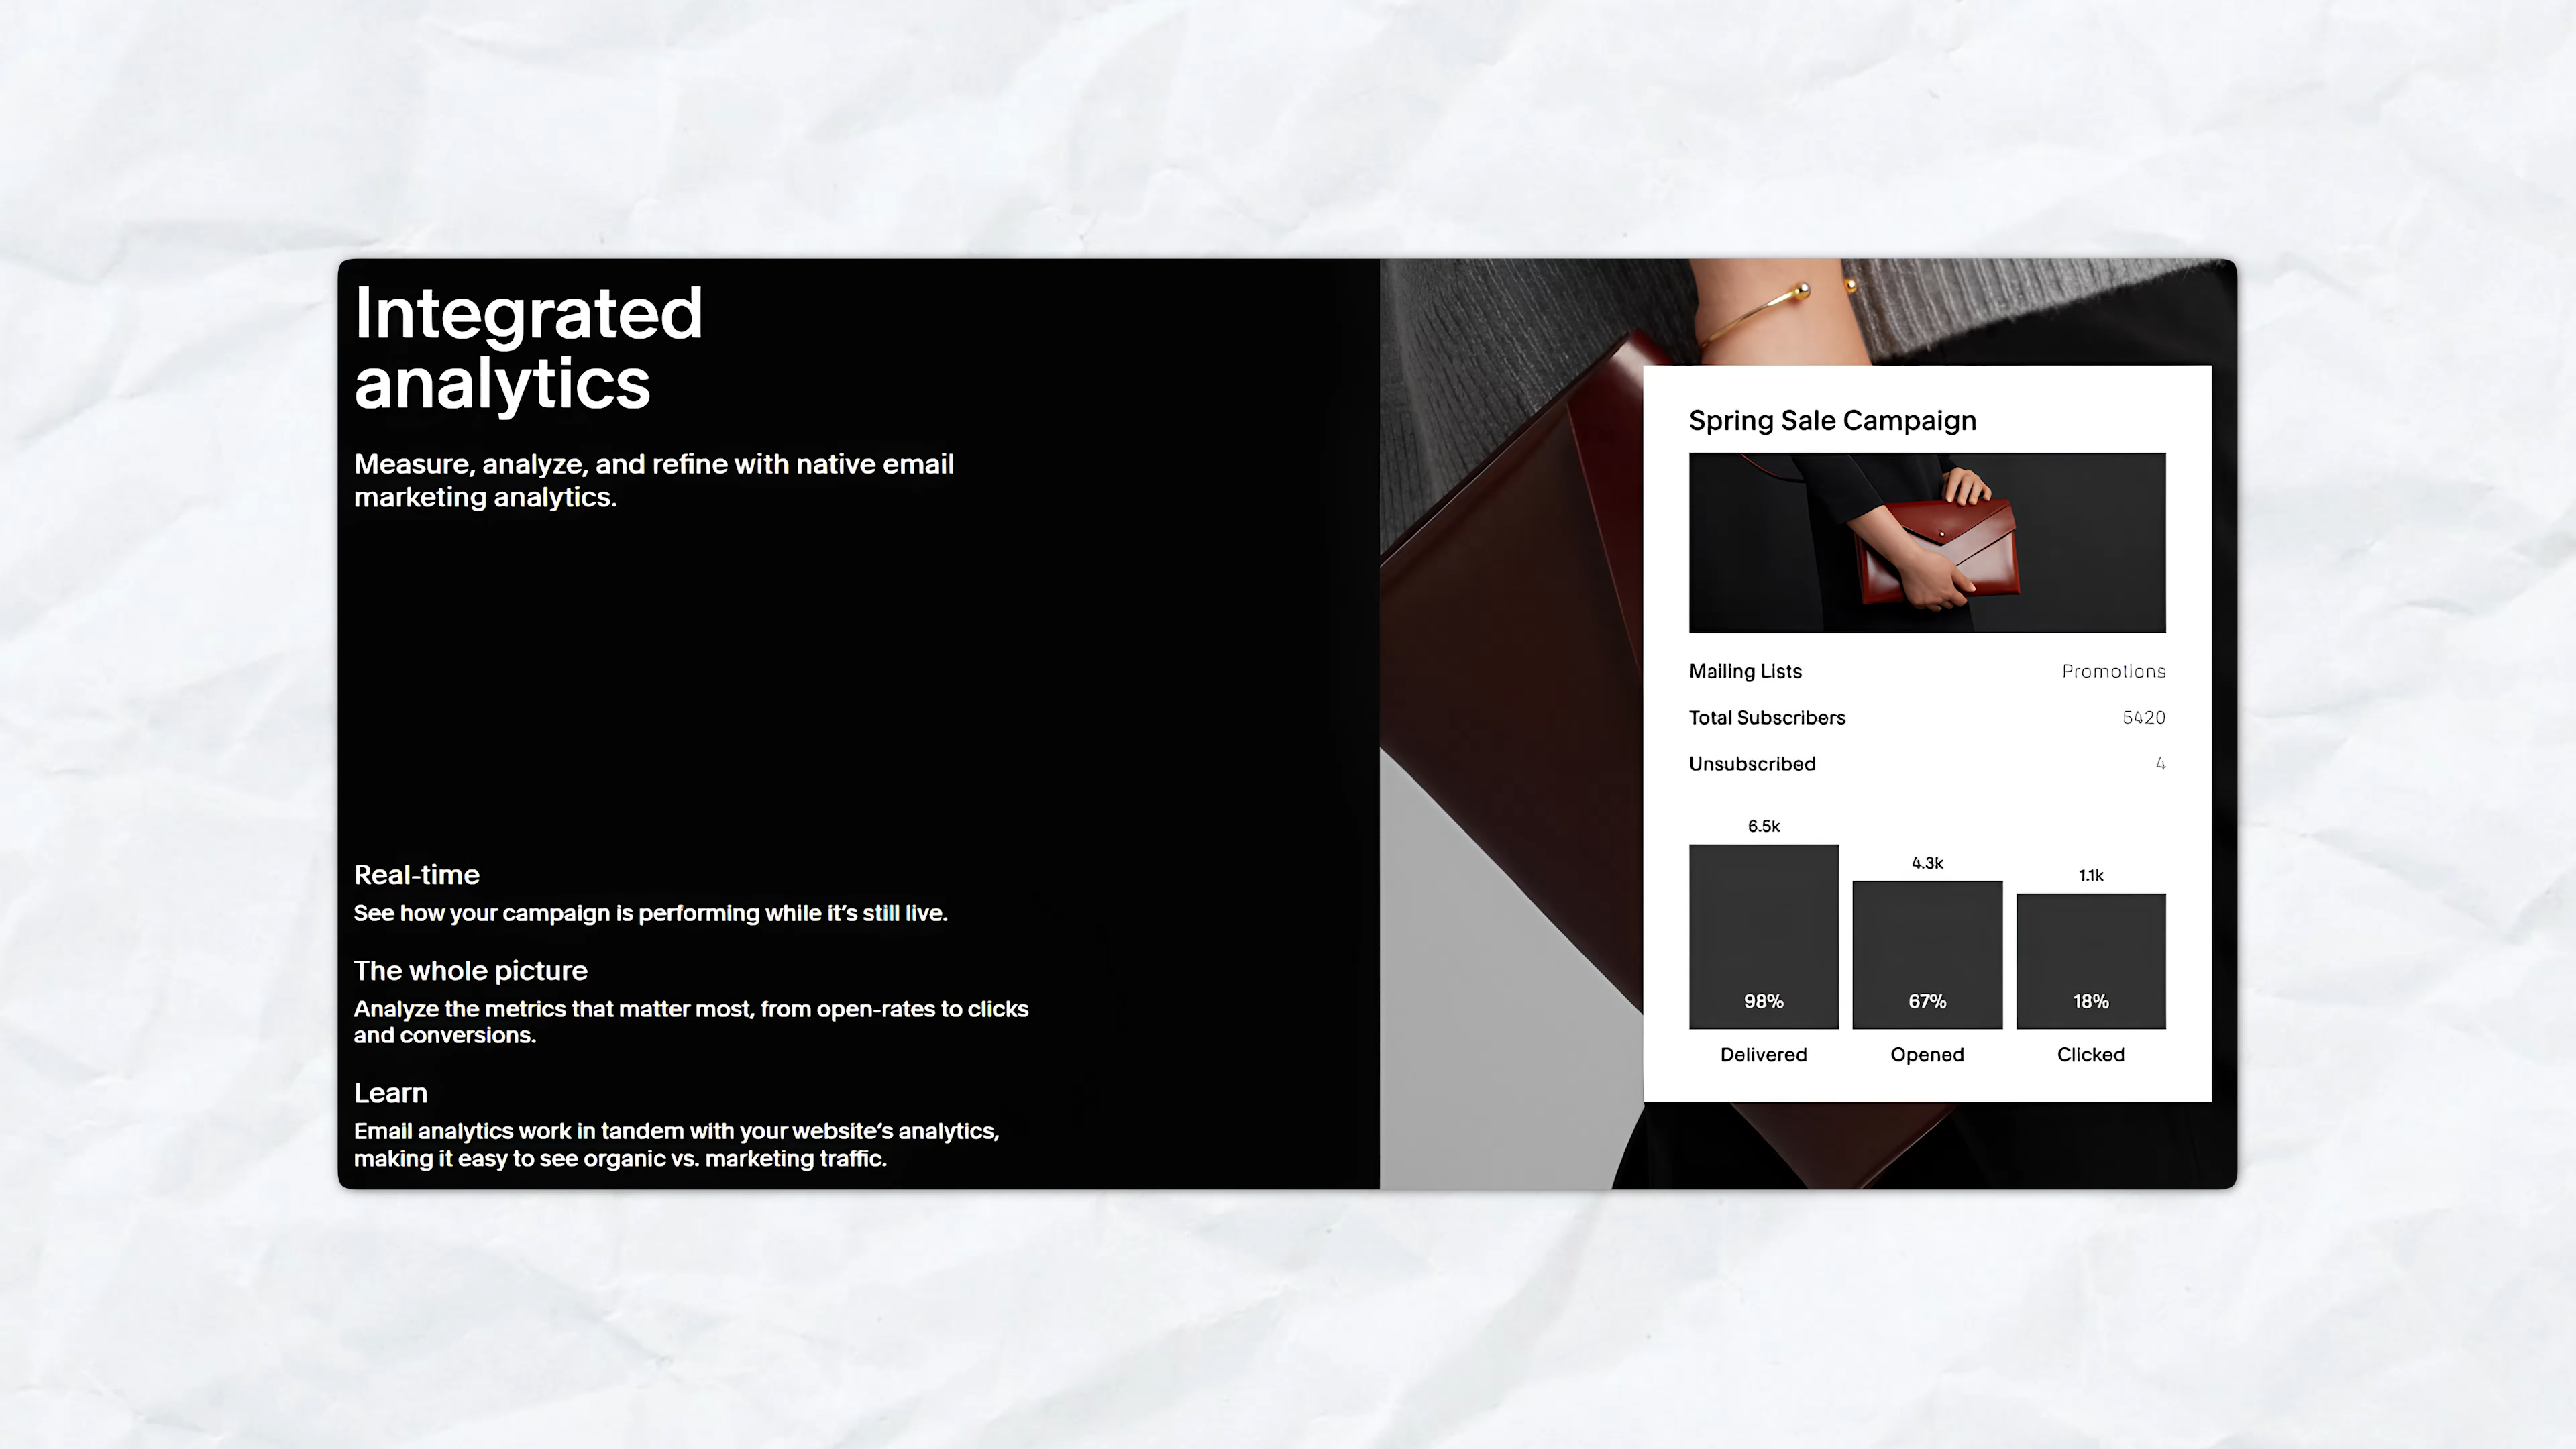 Integrated
analytics
Measure, analyze, and refine with native email
marketing analytics.
Real-time
See how your campaign is performing while it's still live.
The whole picture
Analyze the metrics that matter most, from open-rates to clicks
and conversions.
Learn
Email analytics work in tandem with your website's analytics,
making it easy to see organic vs. marketing traffic.
Spring Sale Campaign
Mailing Lists Promotions
Total Subscribers 5420
Unsubscribed 4
6.5k 4.3k 1.1k
98% 67% 18%
Delivered Opened Clicked